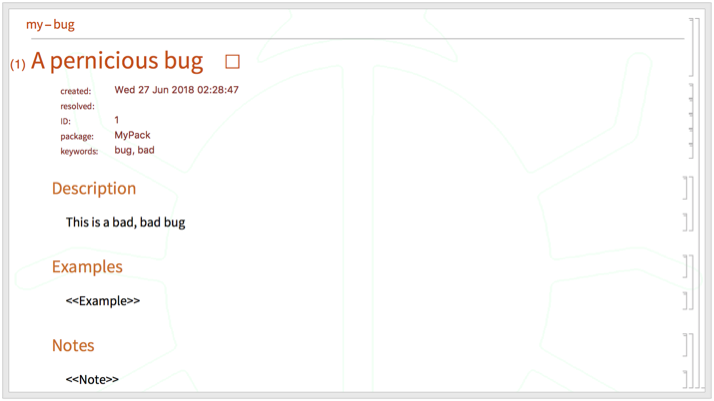 my–bug
(1) A pernicious bug
created: Wed 27 Jun 2018 02:28:47
resolved:
ID: 1
package: MyPack
keywords: bug, bad
Description
This is a bad, bad bug
Examples
<<Example>>
Notes
<<Note>>